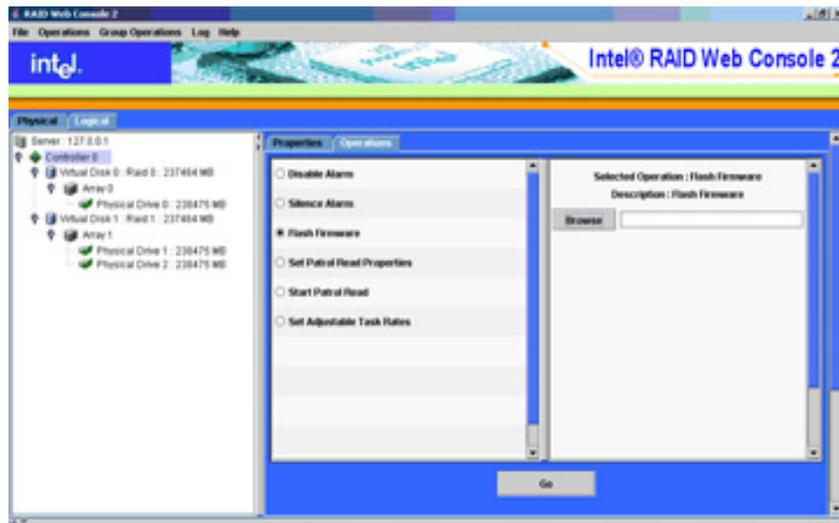 RAID Web Console 2
File Operations Group Operations Log Help
intel.
Intel® RAID Web Console 2
Physical Logical
Server : 127.0.0.1
Controller 0
Virtual Disk 0 : Raid 0 : 237464 MB
Array 0
Physical Drive 0 : 238475 MB
Virtual Disk 1 : Raid 1 : 237464 MB
Array 1
Physical Drive 1 : 238475 MB
Physical Drive 2 : 238475 MB
Properties Operations
Disable Alarm
Silence Alarm
Flash Firmware
Set Patrol Read Properties
Start Patrol Read
Set Adjustable Task Rates
Selected Operation : Flash Firmware
Description : Flash Firmware
Browse
Go